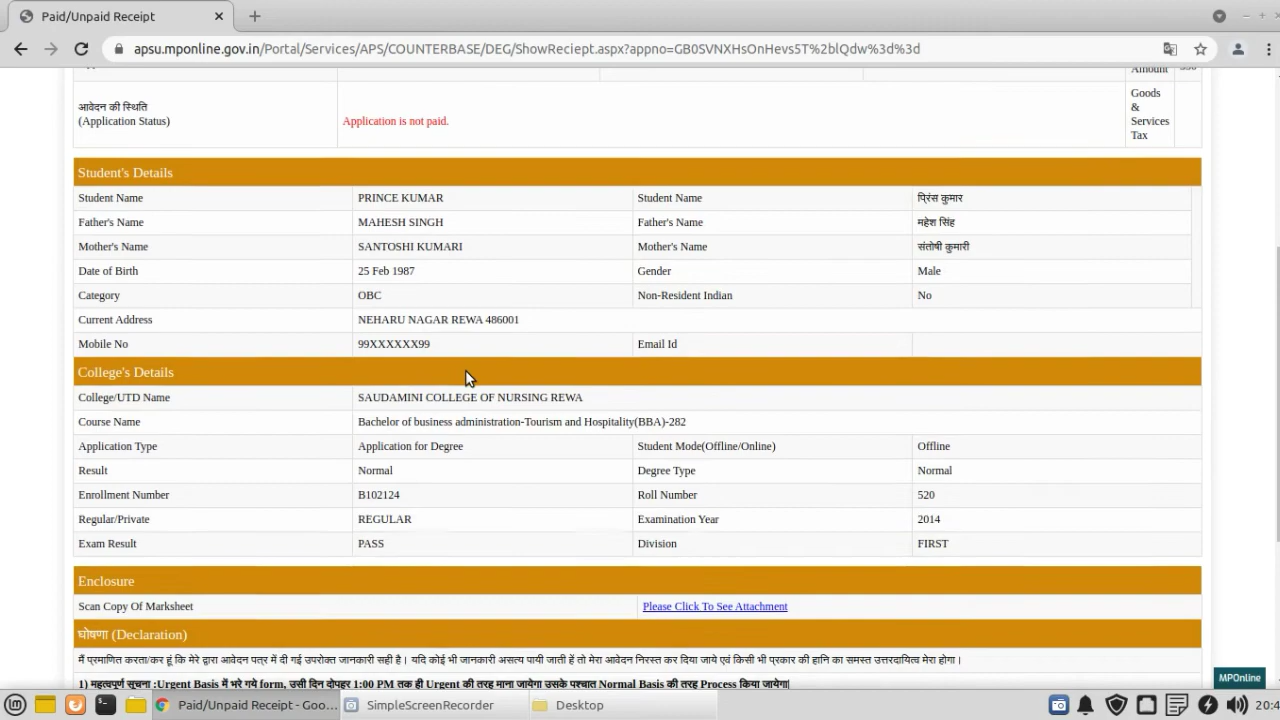 Paid/Unpaid Receipt
apsu.mponline.gov.in/Portal/Services/APS/COUNTERBASE/DEG/ShowReciept.aspx?appno=GB0SVNXHsOnHevs5T%2blQdw%3d%3d
Amount
आवेदन की स्थिति
(Application Status) Application is not paid. Goods
&
Services
Tax
Student's Details
Student Name PRINCE KUMAR Student Name प्रिंस कुमार
Father's Name MAHESH SINGH Father's Name महेश सिंह
Mother's Name SANTOSHI KUMARI Mother's Name संतोषी कुमारी
Date of Birth 25 Feb 1987 Gender Male
Category OBC Non-Resident Indian No
Current Address NEHARU NAGAR REWA 486001
Mobile No 99XXXXXX99 Email Id
College's Details
College/UTD Name SAUDAMINI COLLEGE OF NURSING REWA
Course Name Bachelor of business administration-Tourism and Hospitality(BBA)-282
Application Type Application for Degree Student Mode(Offline/Online) Offline
Result Normal Degree Type Normal
Enrollment Number B102124 Roll Number 520
Regular/Private REGULAR Examination Year 2014
Exam Result PASS Division FIRST
Enclosure
Scan Copy Of Marksheet Please Click To See Attachment
घोषणा (Declaration)
मैं प्रमाणित करता/कर हूं कि मेरे द्वारा आवेदन पत्र में दी गई उपरोक्त जानकारी सही है। यदि कोई भी जानकारी असत्य पायी जाती हें तो मेरा आवेदन निरस्त कर दिया जाये एवं किसी भी प्रकार की हानि का समस्त उत्तरदायित्व मेरा होगा।
1) महत्वपूर्ण सूचना :Urgent Basis में भरे गये form, उसी दिन दोपहर 1:00 PM तक ही Urgent की तरह माना जायेगा उसके पश्चात Normal Basis की तरह Process किया जायेगा|
MPOnline
Paid/Unpaid Receipt - Goo... SimpleScreenRecorder Desktop